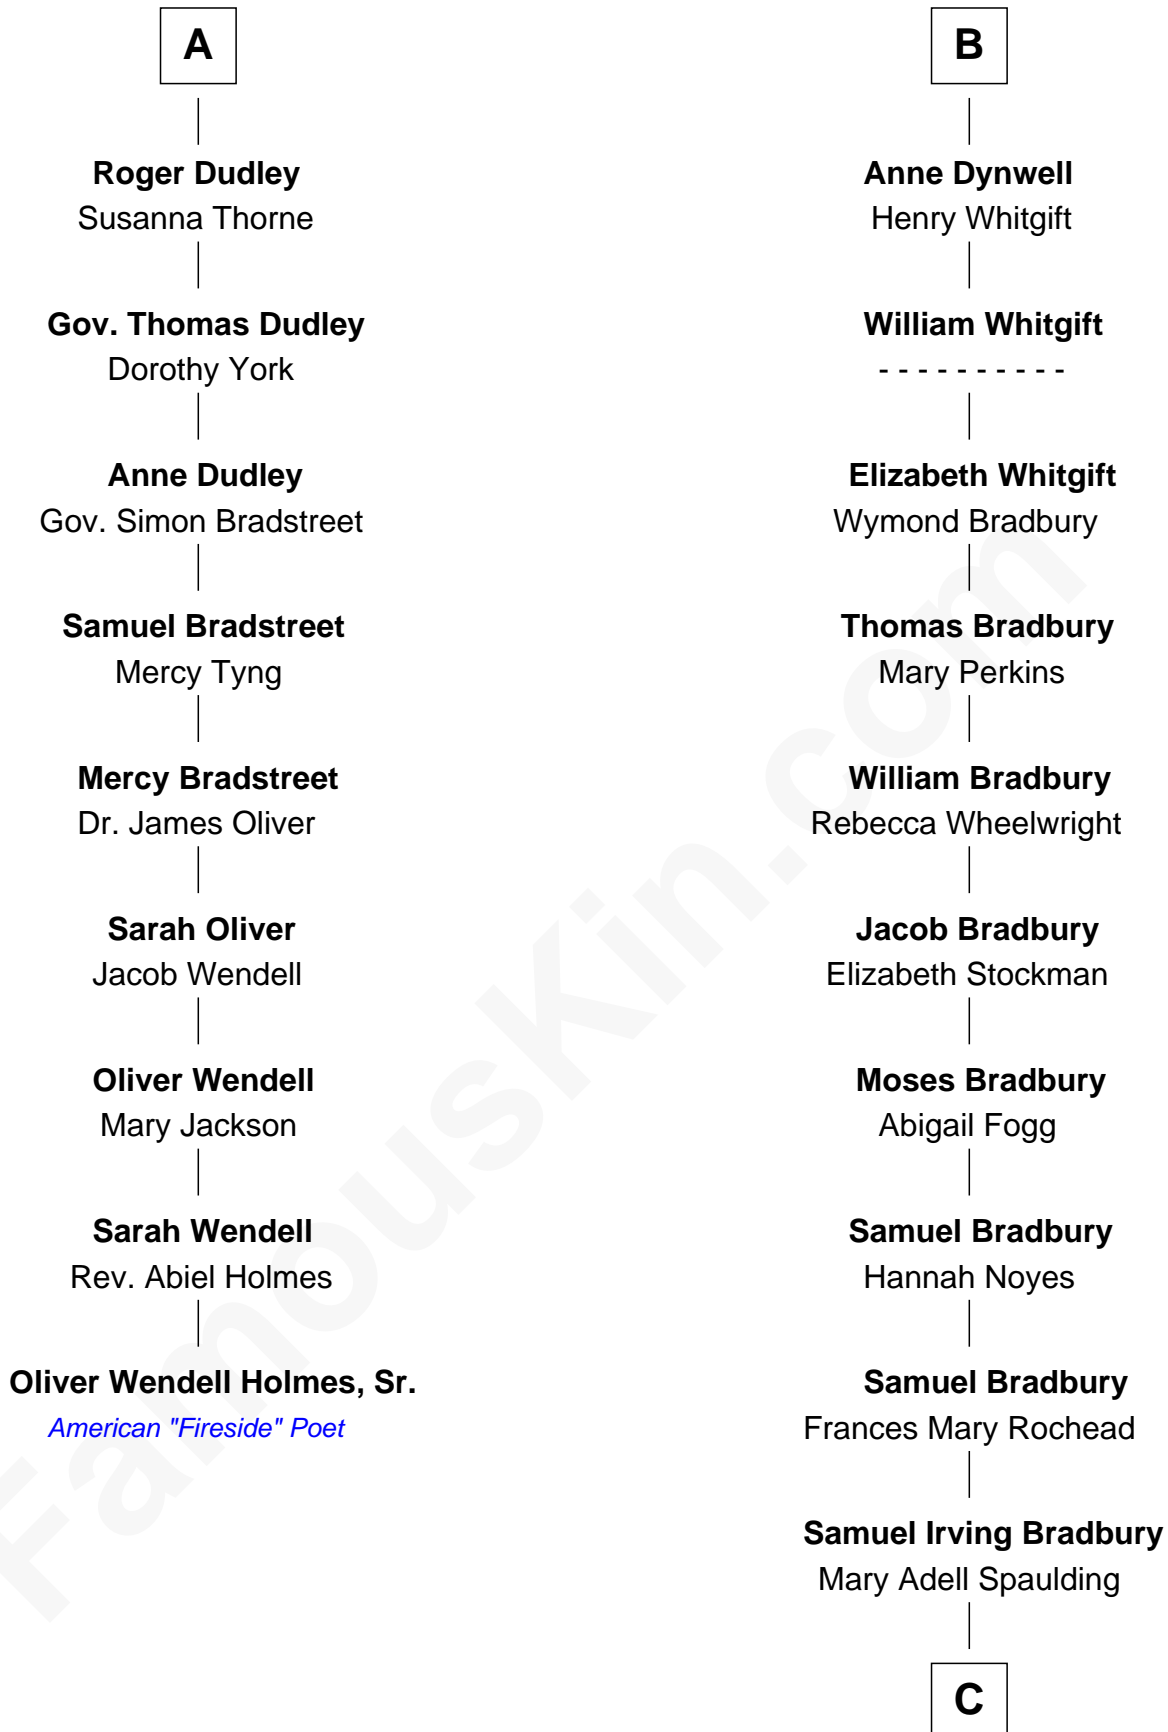 A
Roger Dudley
Susanna Thorne
Gov. Thomas Dudley
Dorothy York
Anne Dudley
Gov. Simon Bradstreet
Samuel Bradstreet
Mercy Tyng
Mercy Bradstreet
Dr. James Oliver
Sarah Oliver
Jacob Wendell
Oliver Wendell
Mary Jackson
Sarah Wendell
Rev. Abiel Holmes
Oliver Wendell Holmes, Sr.
American "Fireside" Poet
B
Anne Dynwell
Henry Whitgift
William Whitgift
- - - - - - - - - -
Elizabeth Whitgift
Wymond Bradbury
Thomas Bradbury
Mary Perkins
William Bradbury
Rebecca Wheelwright
Jacob Bradbury
Elizabeth Stockman
Moses Bradbury
Abigail Fogg
Samuel Bradbury
Hannah Noyes
Samuel Bradbury
Frances Mary Rochead
Samuel Irving Bradbury
Mary Adell Spaulding
C
FamousKin.com